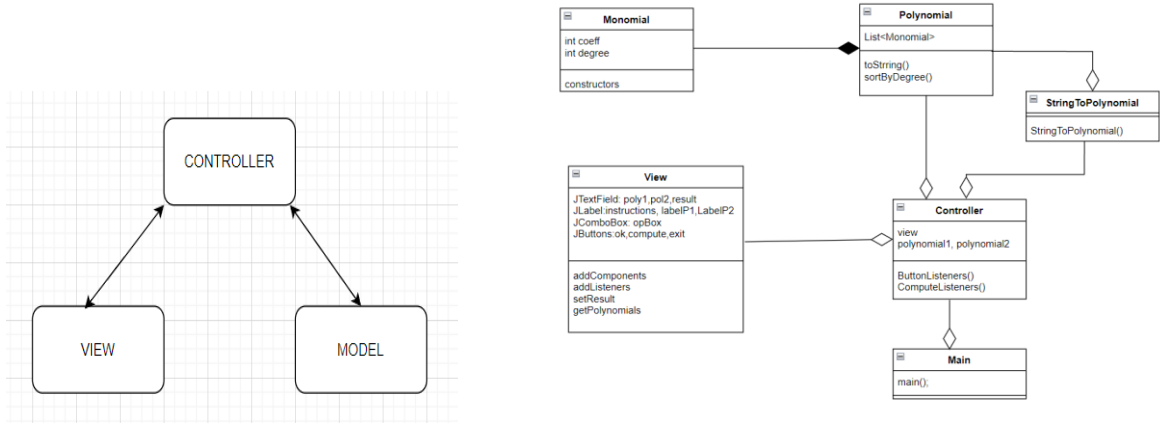 CONTROLLER
VIEW
MODEL
Monomial
int coeff
int degree
constructors
Polynomial
List<Monomial>
toStrring()
sortByDegree()
StringToPolynomial
StringToPolynomial()
View
JTextField: poly1,pol2,result
JLabel:instructions, labelP1,LabelP2
JComboBox: opBox
JButtons:ok,compute,exit
addComponents
addListeners
setResult
getPolynomials
Controller
view
polynomial1, polynomial2
ButtonListeners()
ComputeListeners()
Main
main();